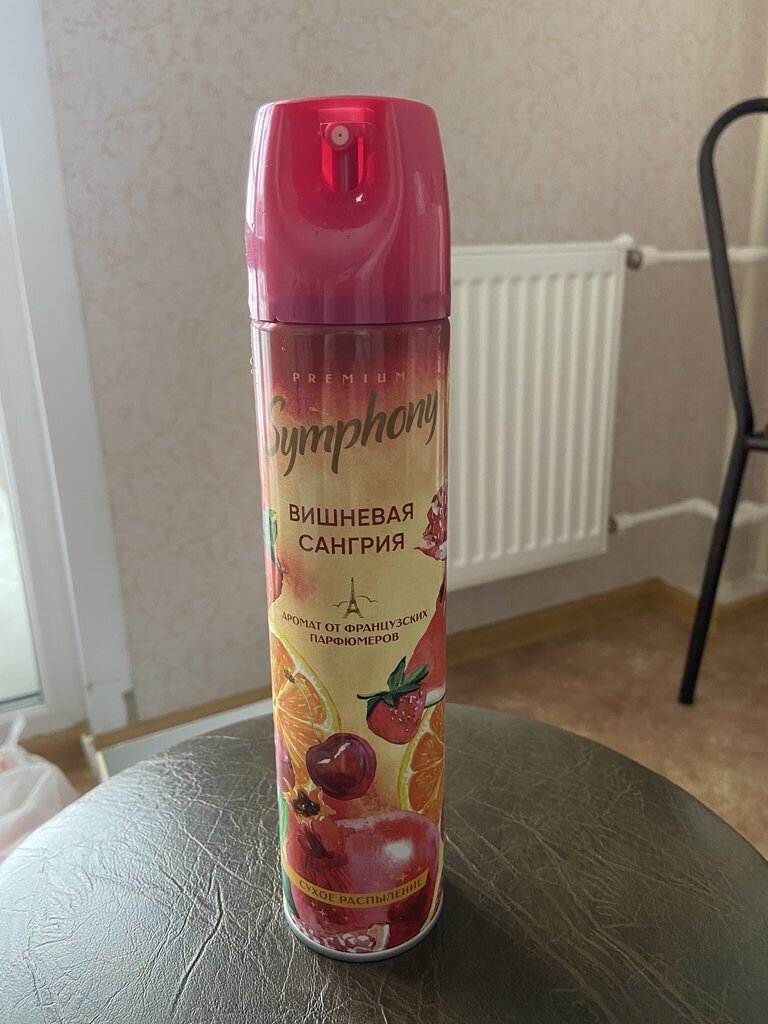 PREMIUM
Symphony
ВИШНЕВАЯ
САНГРИЯ
АРОМАТ ОТ ФРАНЦУЗСКИХ
ПАРФЮМЕРОВ
СУХОЕ РАСПЫЛЕНИЕ